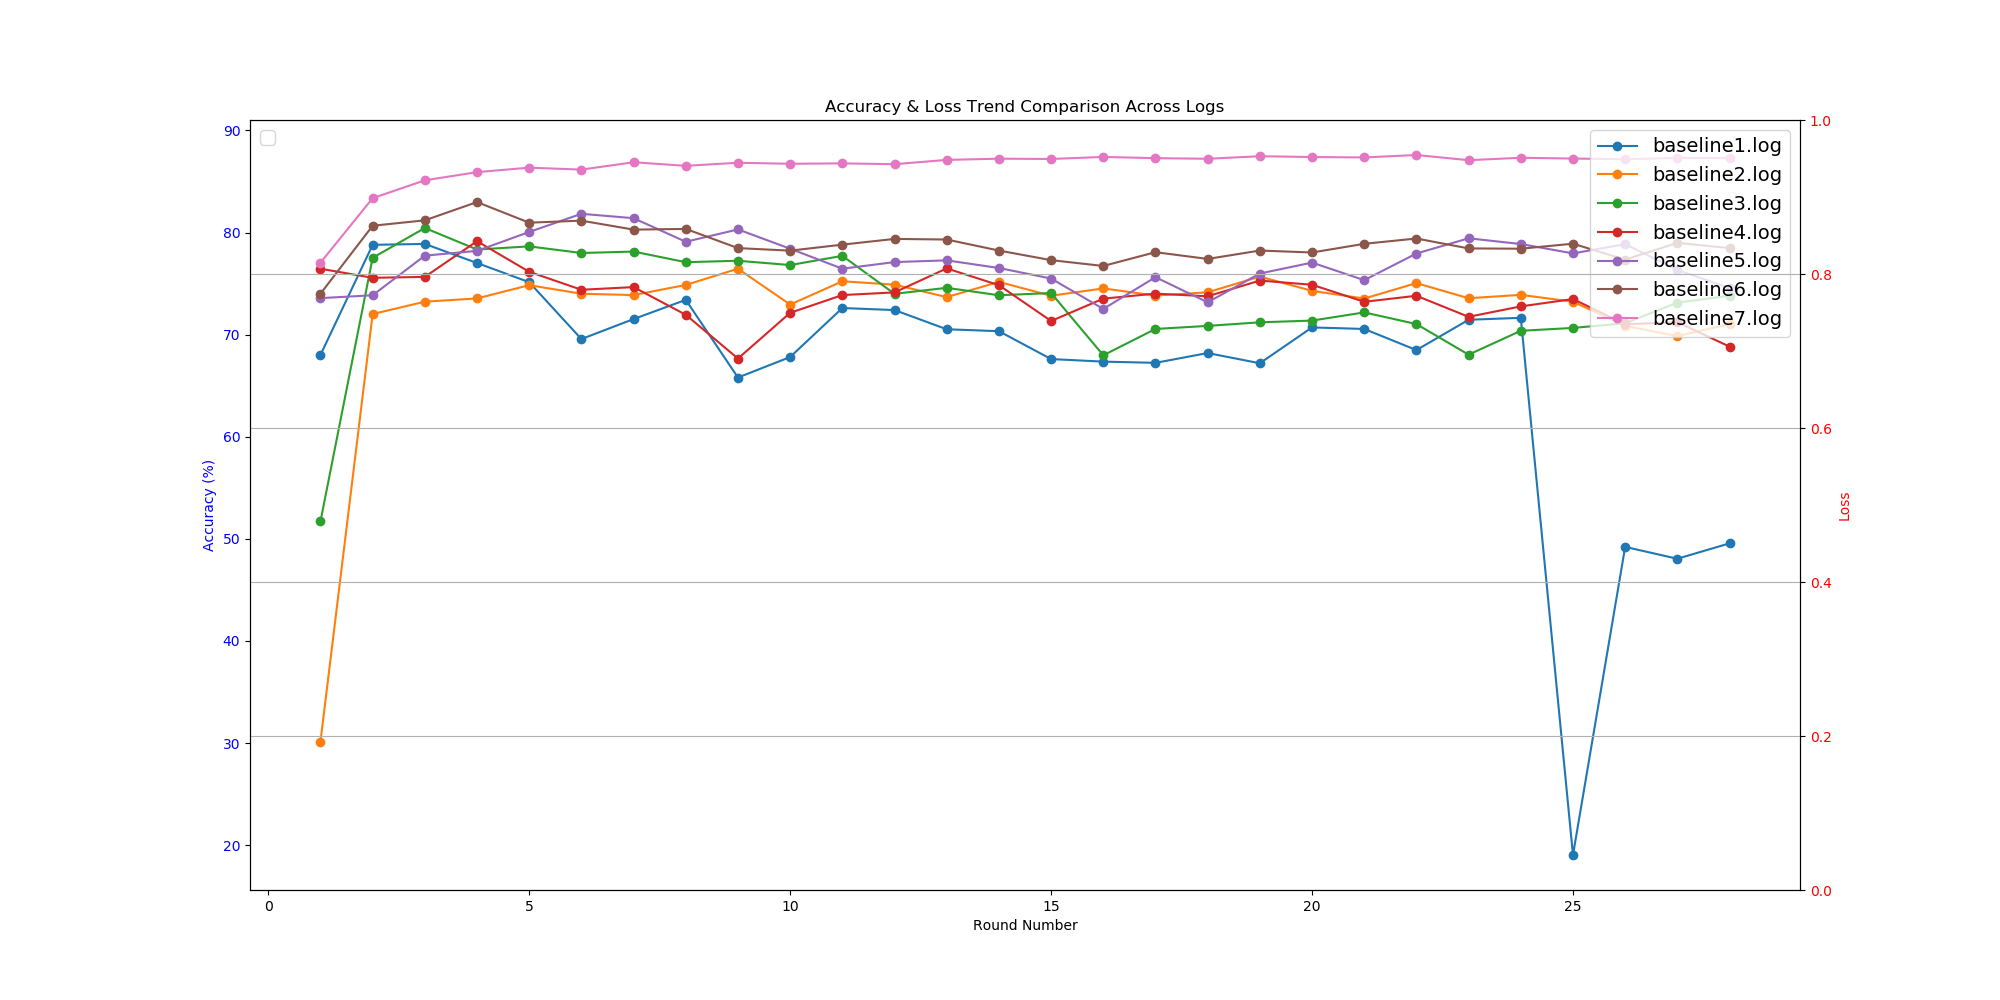 Accuracy & Loss Trend Comparison Across Logs
90
80
70
60
50
40
30
20
Accuracy (%)
baseline1.log
baseline2.log
baseline3.log
baseline4.log
baseline5.log
baseline6.log
baseline7.log
1.0
0.8
0.6
0.4
0.2
0.0
Loss
0 5 10 15 20 25
Round Number